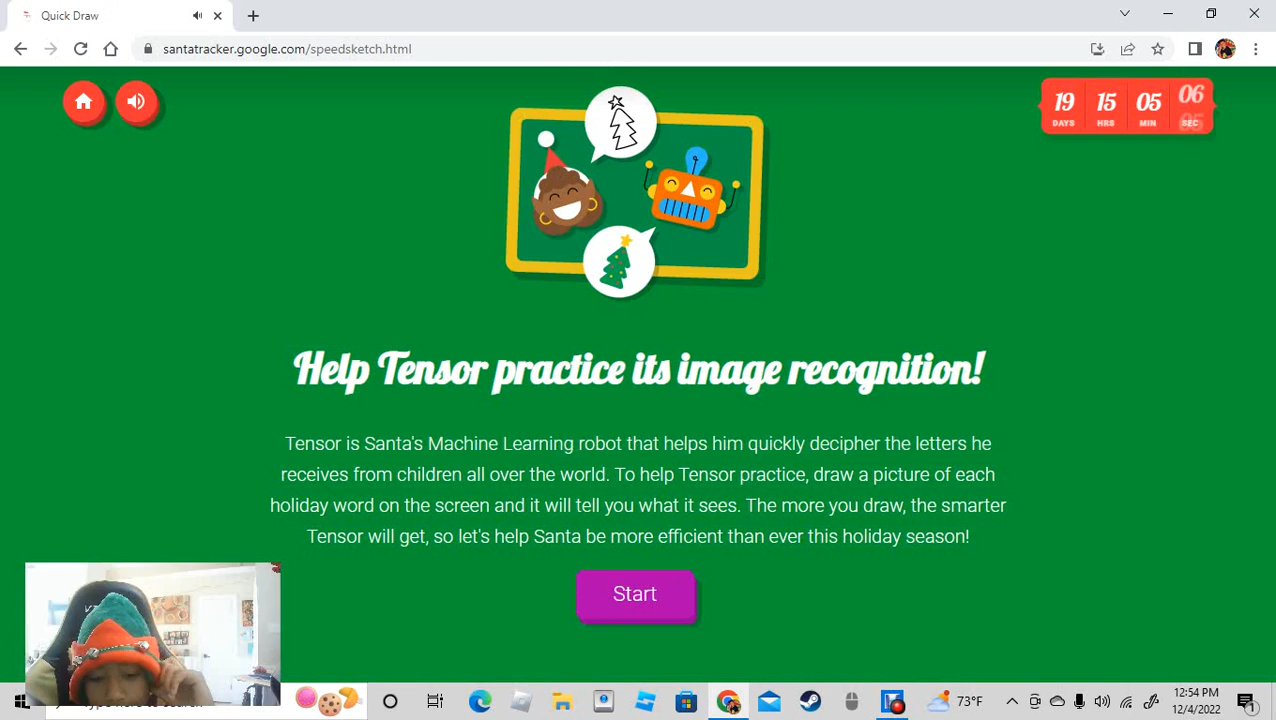 Quick Draw
santatracker.google.com/speedsketch.html
19 15 05 06
DAYS HRS MIN SEC
Help Tensor practice its image recognition!
Tensor is Santa's Machine Learning robot that helps him quickly decipher the letters he
receives from children all over the world. To help Tensor practice, draw a picture of each
holiday word on the screen and it will tell you what it sees. The more you draw, the smarter
Tensor will get, so let's help Santa be more efficient than ever this holiday season!
Start
73°F
12:54 PM
12/4/2022
1